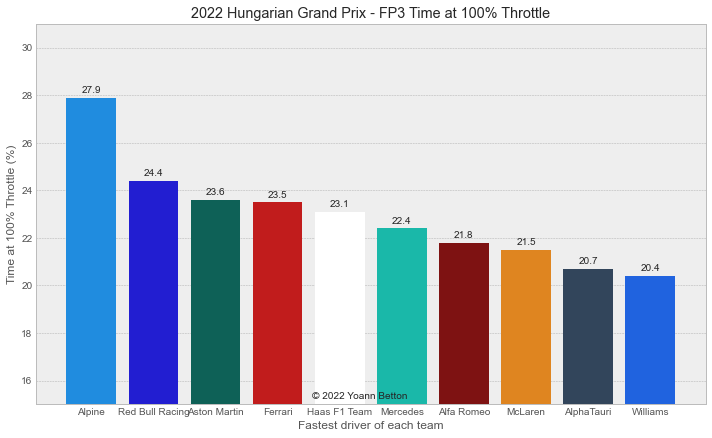 2022 Hungarian Grand Prix - FP3 Time at 100% Throttle
Time at 100% Throttle (%)
30
28
26
24
22
20
18
16
27.9
24.4
23.6
23.5
23.1
22.4
21.8
21.5
20.7
20.4
© 2022 Yoann Betton
Alpine
Red Bull Racing
Aston Martin
Ferrari
Haas F1 Team
Mercedes
Alfa Romeo
McLaren
AlphaTauri
Williams
Fastest driver of each team